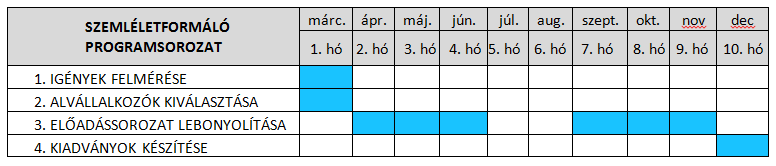 SZEMLÉLETFORMÁLÓ PROGRAMSOROZAT márc. ápr. máj. jún. júl. aug. szept. okt. nov dec
1. hó 2. hó 3. hó 4. hó 5. hó 6. hó 7. hó 8. hó 9. hó 10. hó
1. IGÉNYEK FELMÉRÉSE
2. ALVÁLLALKOZÓK KIVÁLASZTÁSA
3. ELŐADÁSSOROZAT LEBONYOLÍTÁSA
4. KIADVÁNYOK KÉSZÍTÉSE